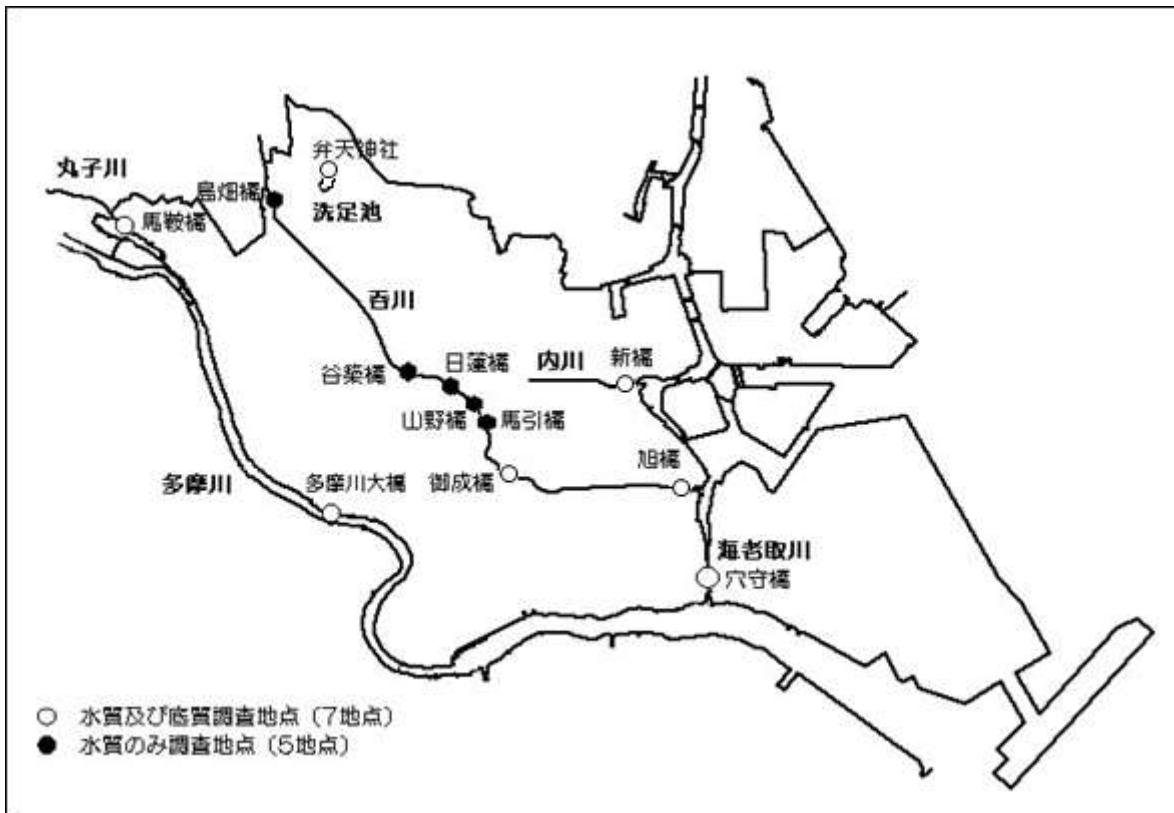 弁天神社
丸子川
島畑橋
洗足池
馬鞍橋
呑川
日蓮橋
内川
新橋
谷築橋
山野橋
馬引橋
旭橋
多摩川
多摩川大橋
御成橋
海老取川
穴守橋
○ 水質及び底質調査地点（7地点）
● 水質のみ調査地点（5地点）